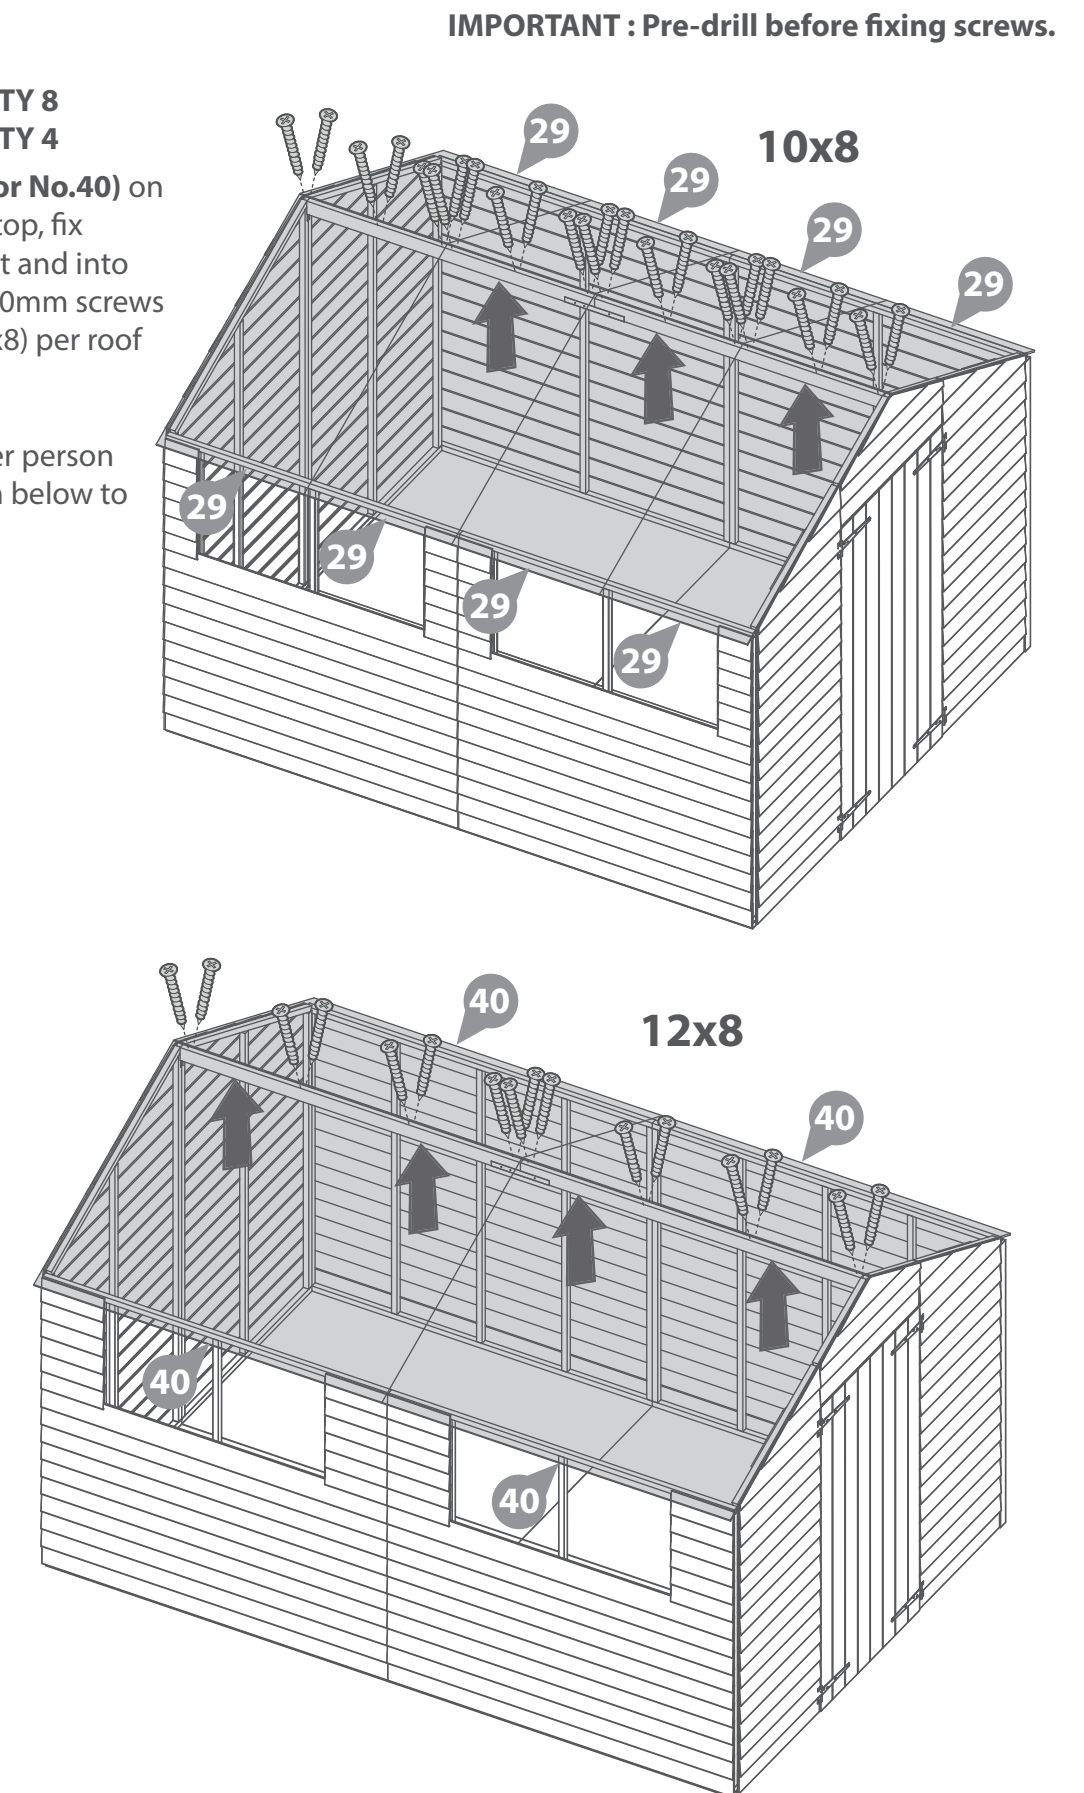 IMPORTANT : Pre-drill before fixing screws.
TY 8
TY 4
or No.40) on
top, fix
t and into
0mm screws
x8) per roof
er person
n below to
10x8
29
29
29
29
29
29
29
29
12x8
40
40
40
40